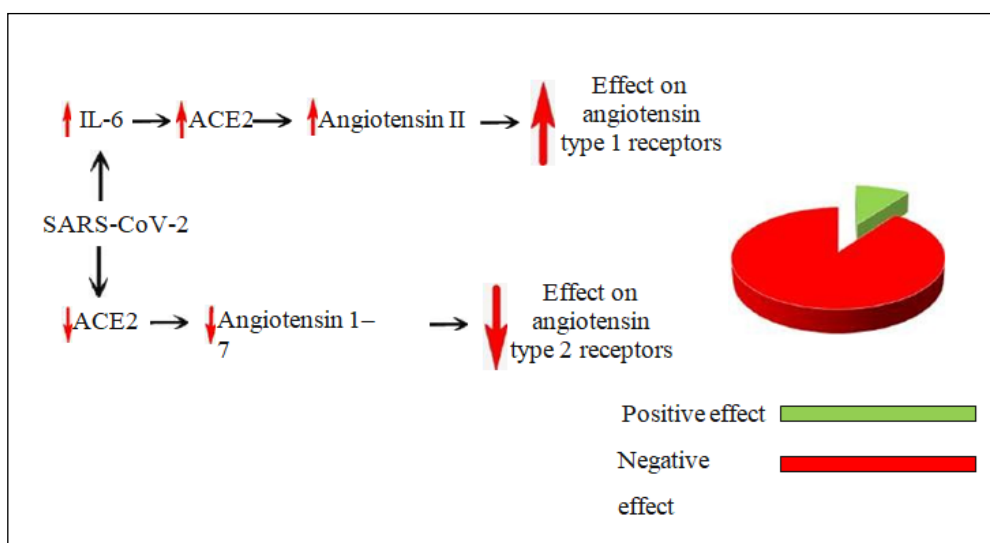 Effect on
angiotensin
type 1 receptors
IL-6
ACE2
Angiotensin II
SARS-CoV-2
ACE2
Angiotensin 1–
7
Effect on
angiotensin
type 2 receptors
Positive effect
Negative
effect